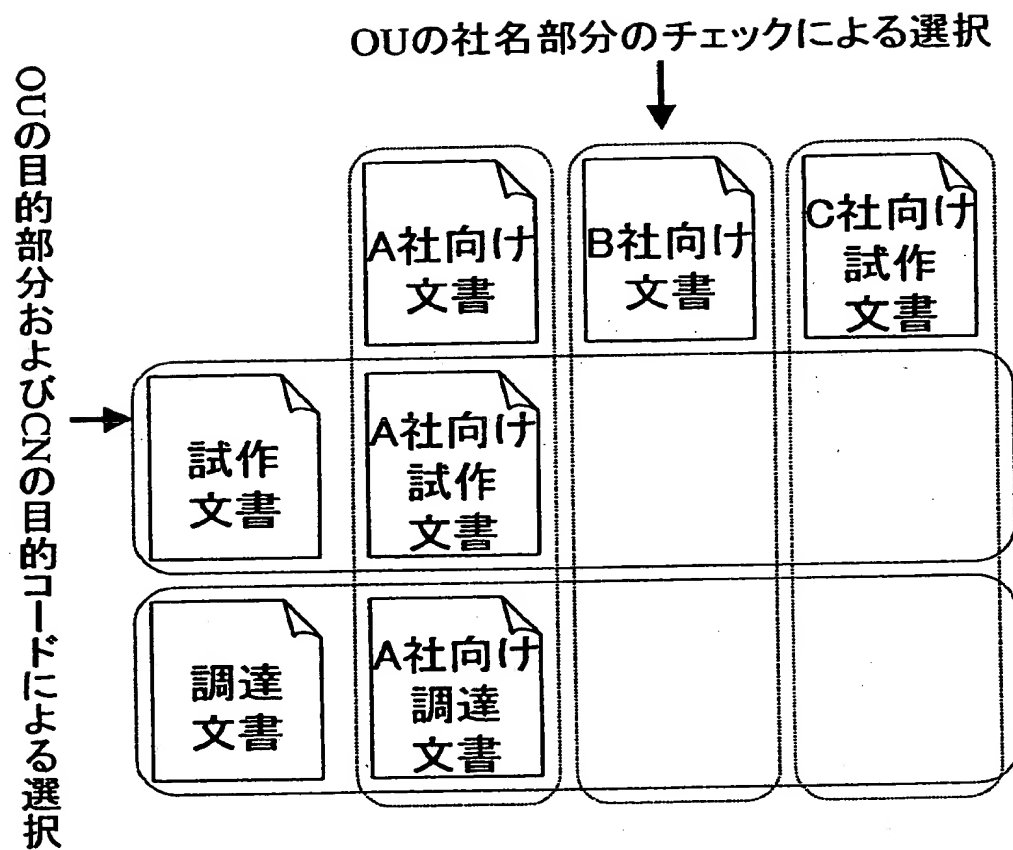 OUの社名部分のチェックによる選択
OUの目的部分およびCNの目的コードによる選択
A社向け
文書
B社向け
文書
C社向け
試作
文書
試作
文書
A社向け
試作
文書
調達
文書
A社向け
調達
文書